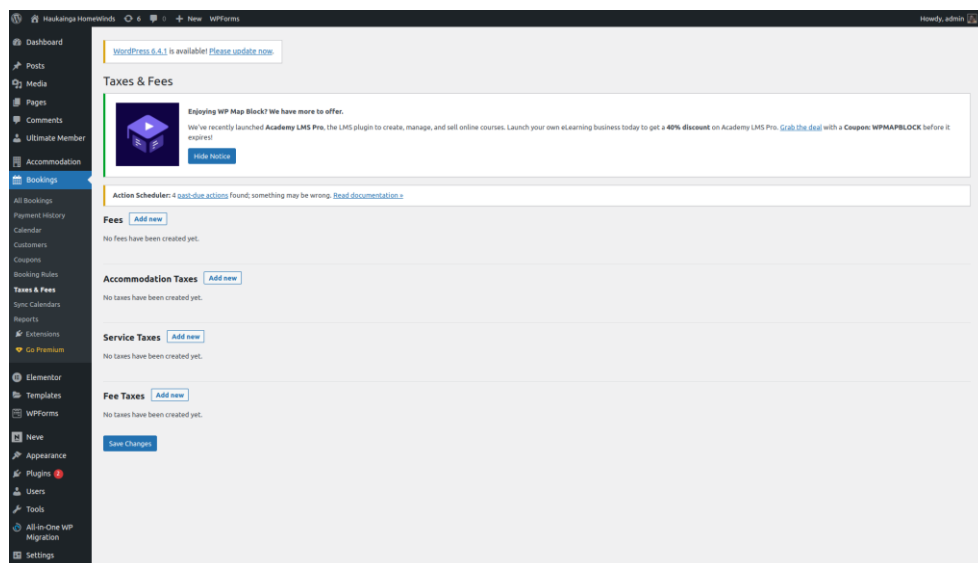 Haukainga HomeWinds 6 0 + New WPForms Howdy, admin
Dashboard
Posts
Media
Pages
Comments
Ultimate Member
Accommodation
Bookings
All Bookings
Payment History
Calendar
Customers
Coupons
Booking Rules
Taxes & Fees
Sync Calendars
Reports
Extensions
Go Premium
Elementor
Templates
WPForms
Neve
Appearance
Plugins 2
Users
Tools
All-in-One WP
Migration
Settings
WordPress 6.4.1 is available! Please update now.
Taxes & Fees
Enjoying WP Map Block? We have more to offer.
We've recently launched Academy LMS Pro, the LMS plugin to create, manage, and sell online courses. Launch your own eLearning business today to get a 40% discount on Academy LMS Pro. Grab the deal with a Coupon: WPMAPBLOCK before it
expires!
Hide Notice
Action Scheduler: 4 past-due actions found; something may be wrong. Read documentation »
Fees Add new
No fees have been created yet.
Accommodation Taxes Add new
No taxes have been created yet.
Service Taxes Add new
No taxes have been created yet.
Fee Taxes Add new
No taxes have been created yet.
Save Changes